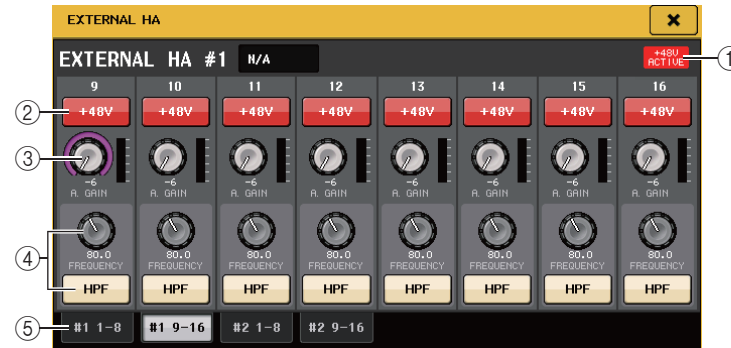 EXTERNAL HA
EXTERNAL HA #1 N/A +48V ACTIVE ①
9 10 11 12 13 14 15 16
② +48V +48V +48V +48V +48V +48V +48V +48V
③ -6 -6 -6 -6 -6 -6 -6 -6
A. GAIN A. GAIN A. GAIN A. GAIN A. GAIN A. GAIN A. GAIN A. GAIN
④ 80.0 80.0 80.0 80.0 80.0 80.0 80.0 80.0
FREQUENCY FREQUENCY FREQUENCY FREQUENCY FREQUENCY FREQUENCY FREQUENCY FREQUENCY
HPF HPF HPF HPF HPF HPF HPF HPF
⑤ #1 1-8 #1 9-16 #2 1-8 #2 9-16